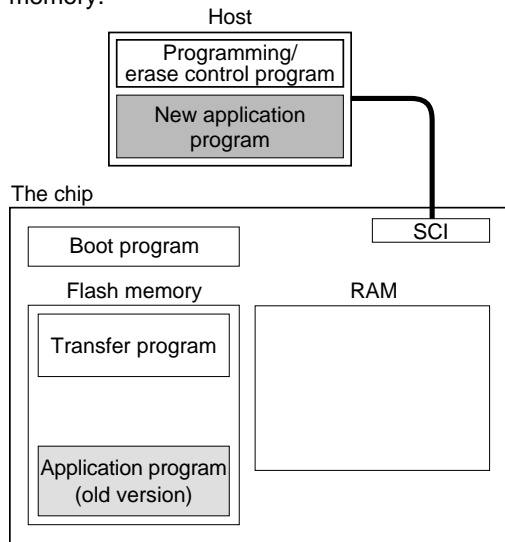 memory.
Host
Programming/
erase control program
New application
program
The chip
SCI
Boot program
Flash memory
RAM
Transfer program
Application program
(old version)